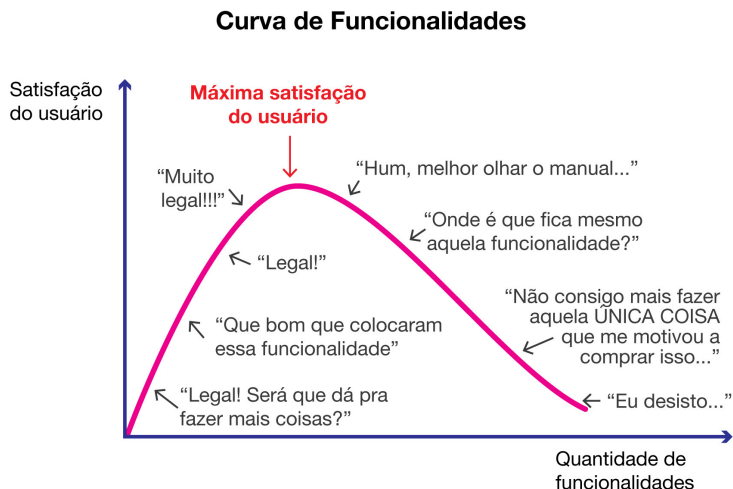 Curva de Funcionalidades
Satisfação
do usuário
Máxima satisfação
do usuário
“Muito
legal!!!”
“Hum, melhor olhar o manual...”
“Onde é que fica mesmo
aquela funcionalidade?”
“Legal!”
“Não consigo mais fazer
aquela ÚNICA COISA
que me motivou a
comprar isso...”
“Que bom que colocaram
essa funcionalidade”
“Legal! Será que dá pra
fazer mais coisas?”
“Eu desisto...”
Quantidade de
funcionalidades